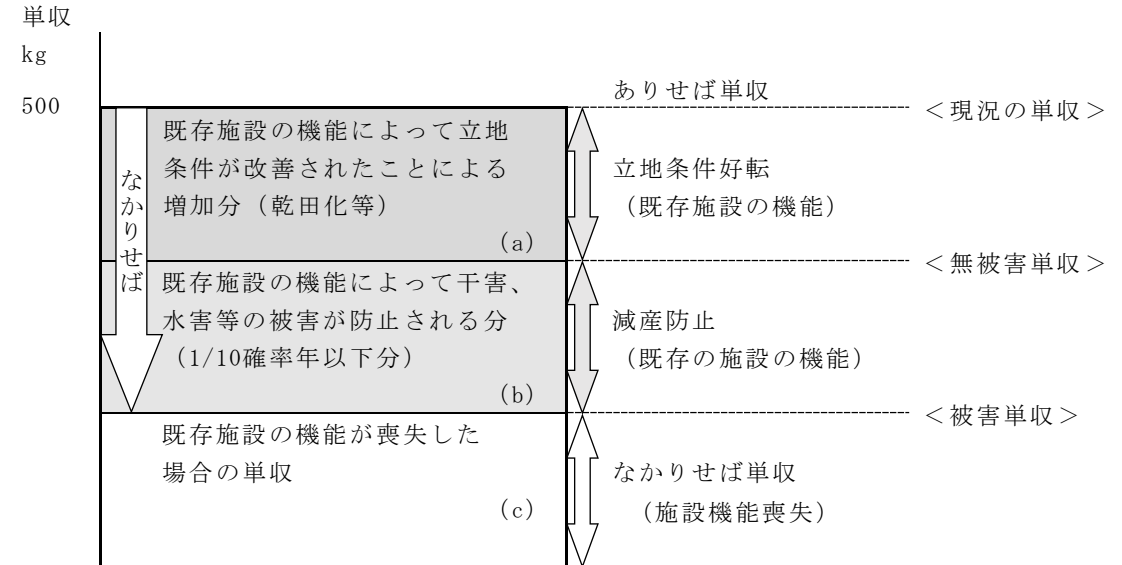 単収
kg
500
ありせば単収
＜現況の単収＞
なかりせば
既存施設の機能によって立地
条件が改善されたことによる
増加分（乾田化等）
(a)
立地条件好転
（既存施設の機能）
＜無被害単収＞
既存施設の機能によって干害、
水害等の被害が防止される分
（1/10確率年以下分）
(b)
減産防止
（既存の施設の機能）
＜被害単収＞
既存施設の機能が喪失した
場合の単収
(c)
なかりせば単収
（施設機能喪失）